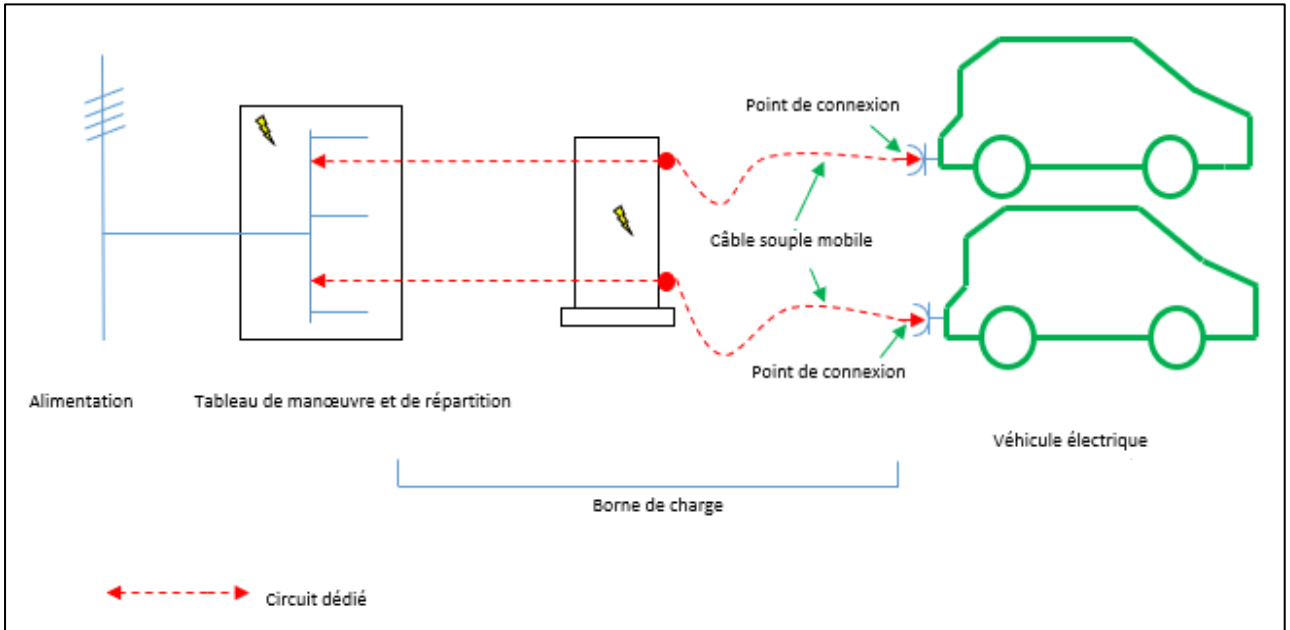 Point de connexion
Câble souple mobile
Point de connexion
Alimentation
Tableau de manœuvre et de répartition
Véhicule électrique
Borne de charge
Circuit dédié